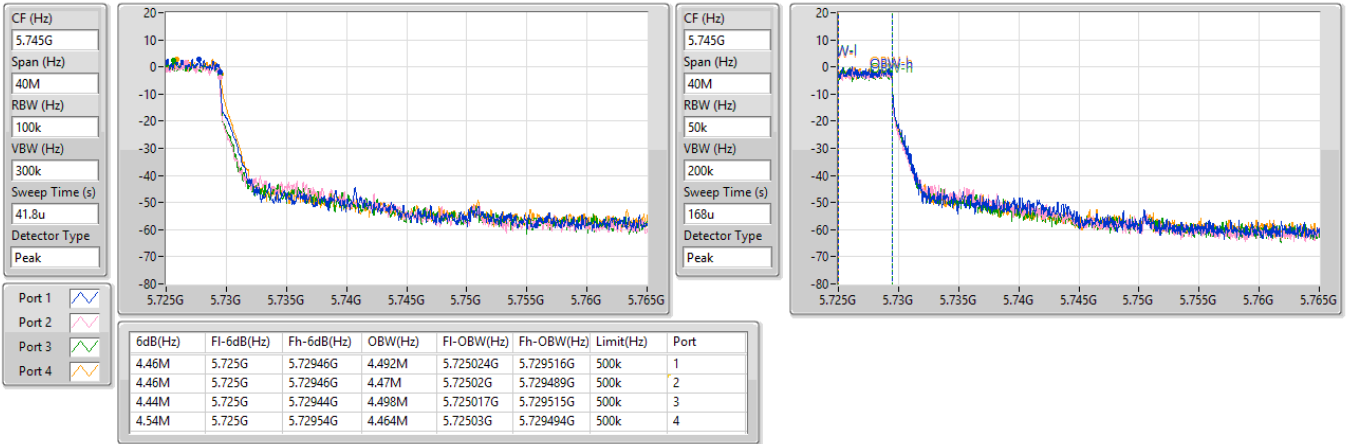 CF (Hz)
5.745G
Span (Hz)
40M
RBW (Hz)
100k
VBW (Hz)
300k
Sweep Time (s)
41.8u
Detector Type
Peak
20
10
0
-10
-20
-30
-40
-50
-60
-70
-80
5.725G 5.73G 5.735G 5.74G 5.745G 5.75G 5.755G 5.76G 5.765G
CF (Hz)
5.745G
Span (Hz)
40M
RBW (Hz)
50k
VBW (Hz)
200k
Sweep Time (s)
168u
Detector Type
Peak
20
10
0
-10
-20
-30
-40
-50
-60
-70
-80
W-l
OBW-h
5.725G 5.73G 5.735G 5.74G 5.745G 5.75G 5.755G 5.76G 5.765G
Port 1
Port 2
Port 3
Port 4
6dB(Hz) Fl-6dB(Hz) Fh-6dB(Hz) OBW(Hz) Fl-OBW(Hz) Fh-OBW(Hz) Limit(Hz) Port
4.46M 5.725G 5.72946G 4.492M 5.725024G 5.729516G 500k 1
4.46M 5.725G 5.72946G 4.47M 5.72502G 5.729489G 500k 2
4.44M 5.725G 5.72944G 4.498M 5.725017G 5.729515G 500k 3
4.54M 5.725G 5.72954G 4.464M 5.72503G 5.729494G 500k 4